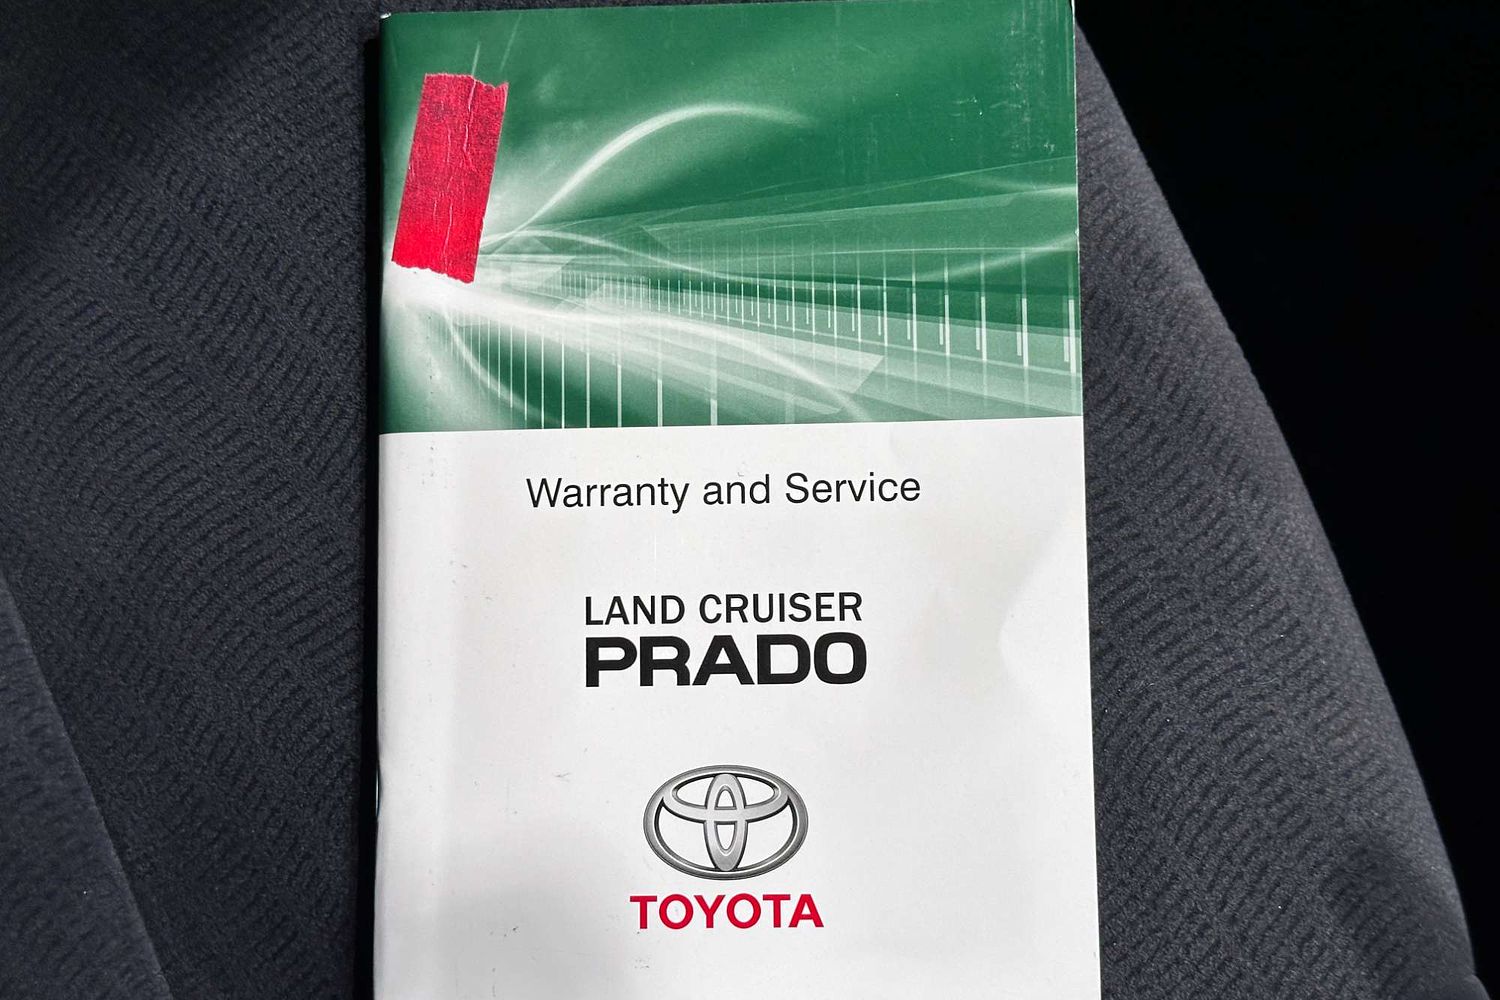 Warranty and Service
LAND CRUISER
PRADO
TOYOTA